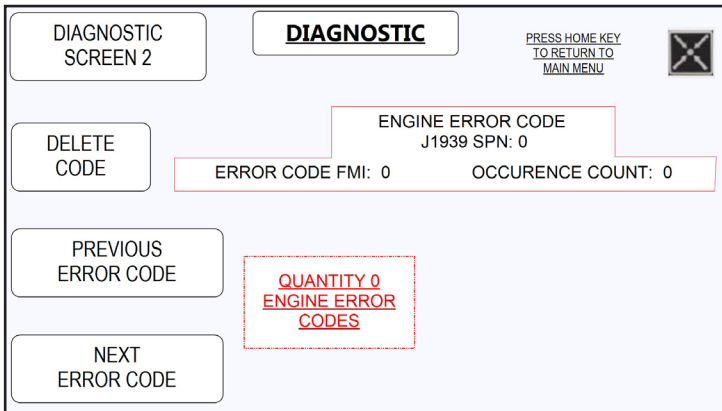 DIAGNOSTIC
SCREEN 2
DIAGNOSTIC
PRESS HOME KEY
TO RETURN TO
MAIN MENU
DELETE
CODE
ENGINE ERROR CODE
J1939 SPN: 0
ERROR CODE FMI: 0
OCCURENCE COUNT: 0
PREVIOUS
ERROR CODE
QUANTITY 0
ENGINE ERROR
CODES
NEXT
ERROR CODE